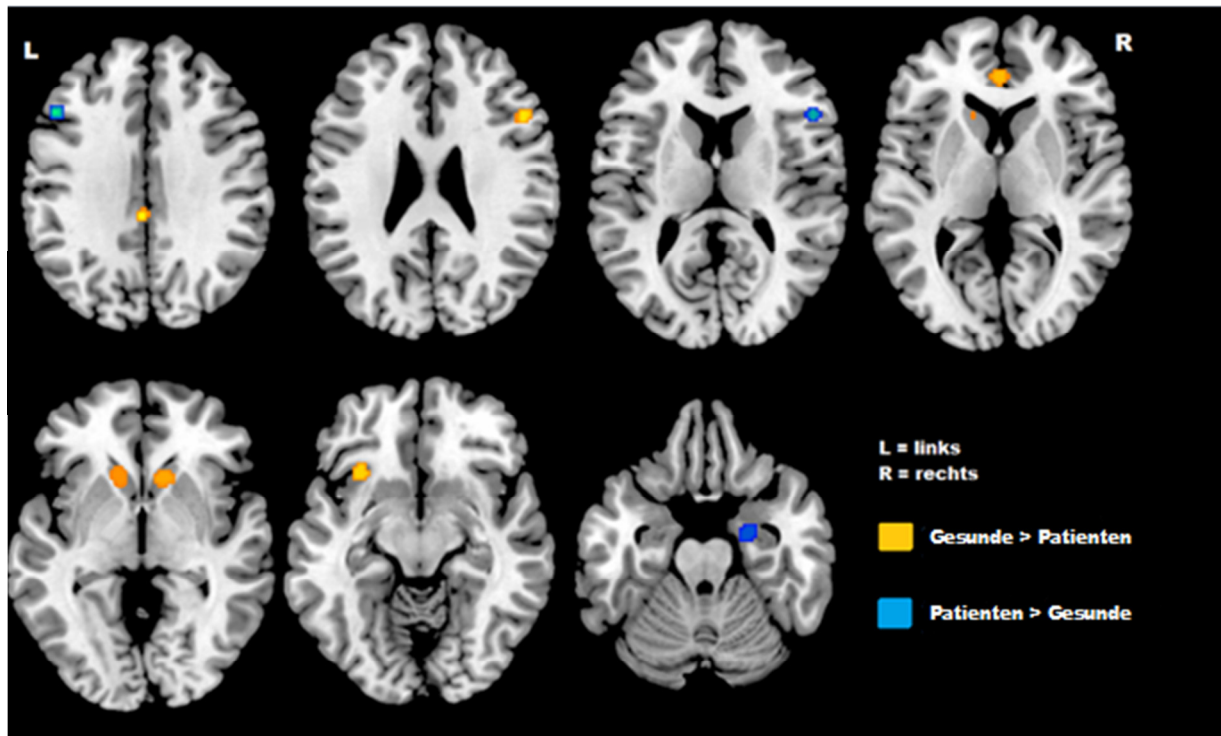 L
R
L = links
R = rechts
Gesunde > Patienten
Patienten > Gesunde